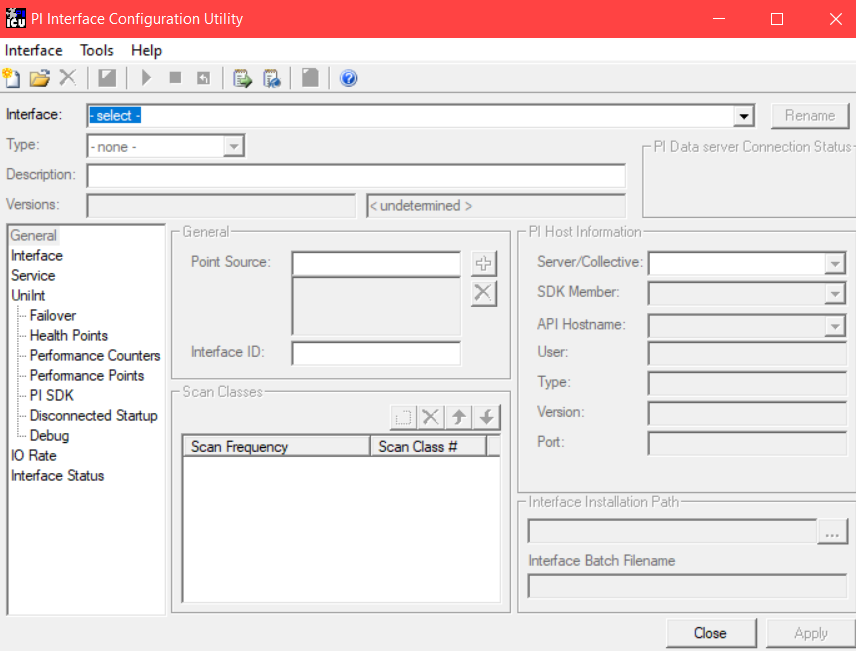 PI Interface Configuration Utility
Interface Tools Help
Interface: - select - Rename
Type: - none -
PI Data server Connection Status
Description:
Versions: < undetermined >
General
Interface
Service
UniInt
Failover
Health Points
Performance Counters
Performance Points
PI SDK
Disconnected Startup
Debug
IO Rate
Interface Status
General
Point Source:
Interface ID:
Scan Classes
Scan Frequency Scan Class #
PI Host Information
Server/Collective:
SDK Member:
API Hostname:
User:
Type:
Version:
Port:
Interface Installation Path
...
Interface Batch Filename
Close Apply